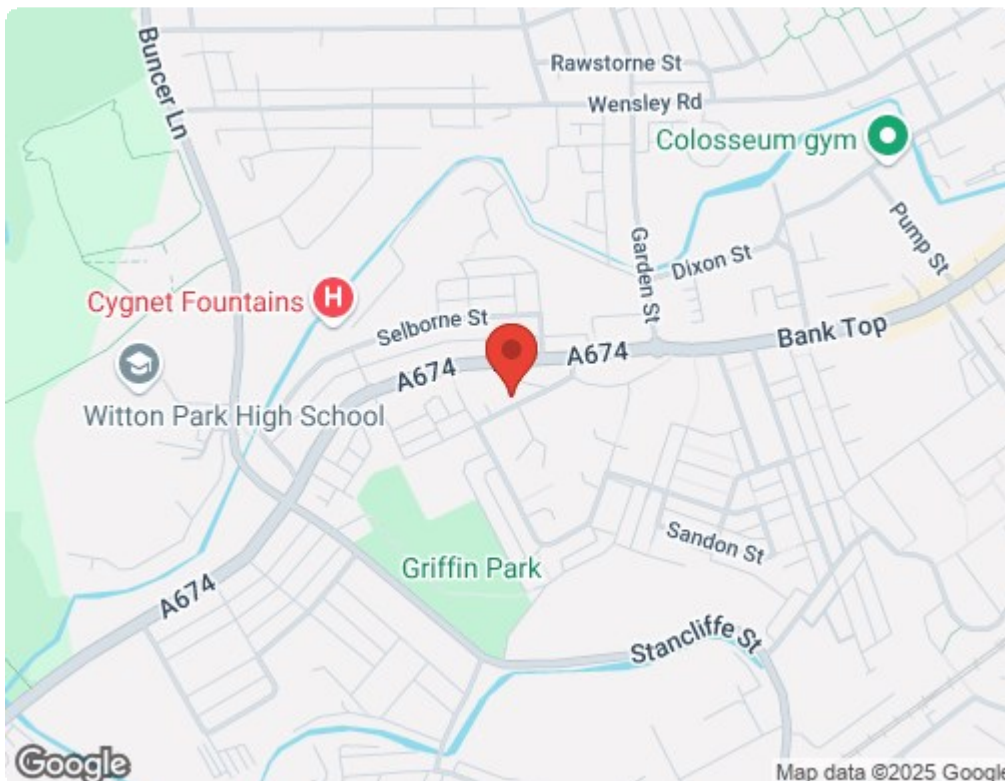 Buncer Ln
Rawstorne St
Wensley Rd
Colosseum gym
Garden St
Pump St
Dixon St
Cygnet Fountains
H
Selborne St
Bank Top
A674
A674
Witton Park High School
Sandon St
Griffin Park
A674
Stancliffe St
Google
Map data ©2025 Google